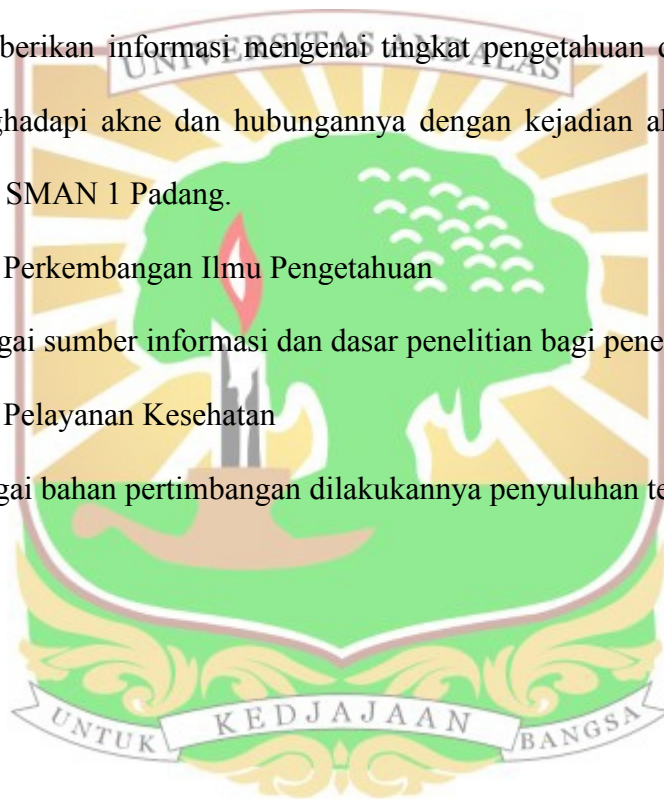 berikan informasi mengenai tingkat pengetahuan
UNIVERSITAS ANDALAS
ghadapi akne dan hubungannya dengan kejadian
SMAN 1 Padang.
Perkembangan Ilmu Pengetahuan
gai sumber informasi dan dasar penelitian bagi pene
Pelayanan Kesehatan
gai bahan pertimbangan dilakukannya penyuluhan te
UNTUK KEDJAJAAN BANGSA